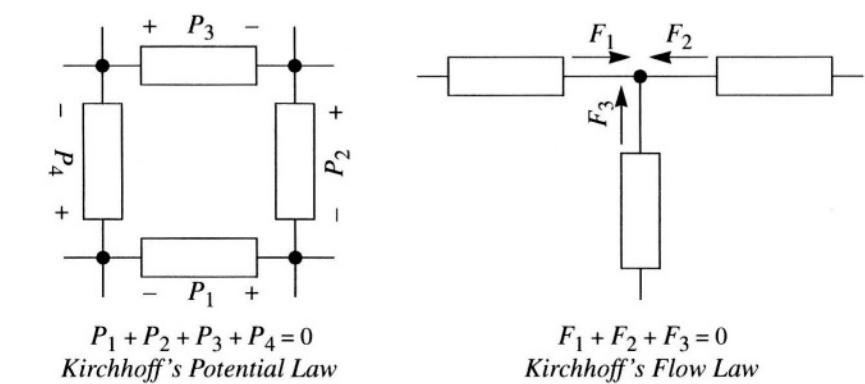 + P₃ −
− P₄ +
+ P₂ −
− P₁ +
P₁ + P₂ + P₃ + P₄ = 0
Kirchhoff's Potential Law
F₁ F₂
F₃
F₁ + F₂ + F₃ = 0
Kirchhoff's Flow Law